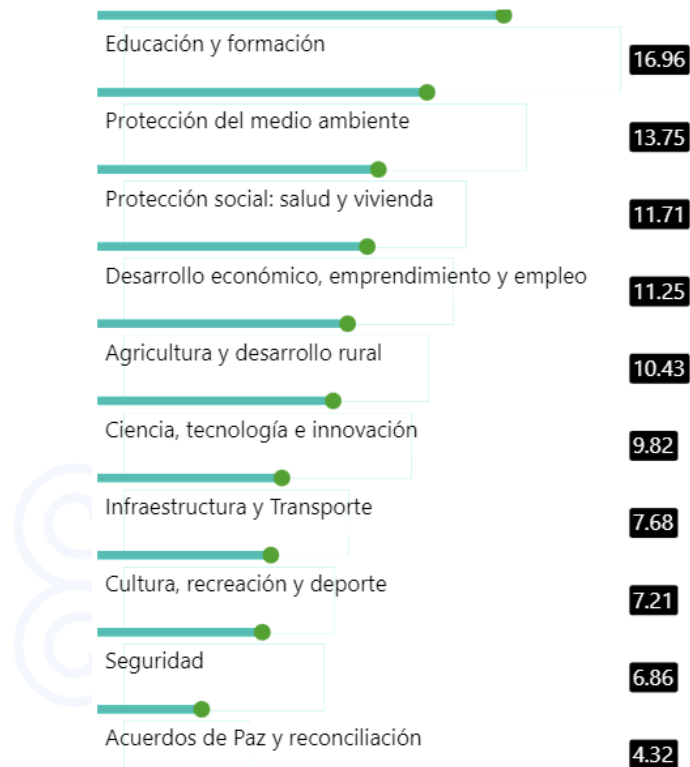 Educación y formación
16.96
Protección del medio ambiente
13.75
Protección social: salud y vivienda
11.71
Desarrollo económico, emprendimiento y empleo
11.25
Agricultura y desarrollo rural
10.43
Ciencia, tecnología e innovación
9.82
Infraestructura y Transporte
7.68
Cultura, recreación y deporte
7.21
Seguridad
6.86
Acuerdos de Paz y reconciliación
4.32